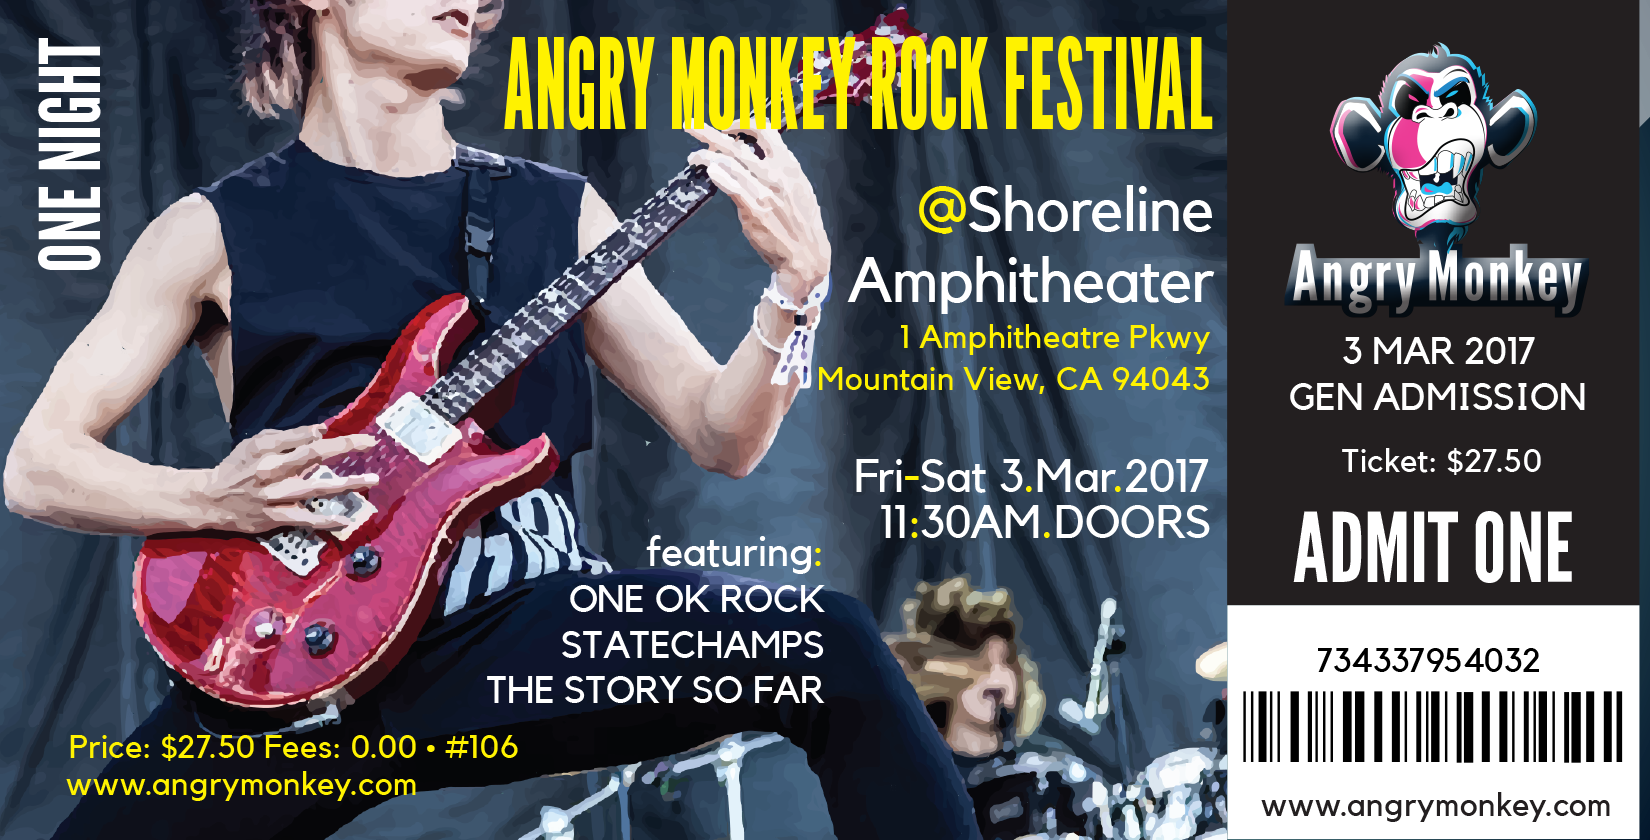 ONE NIGHT
ANGRY MONKEY ROCK FESTIVAL
@Shoreline
Amphitheater
1 Amphitheatre Pkwy
Mountain View, CA 94043
Fri-Sat 3.Mar.2017
11:30AM.DOORS
featuring:
ONE OK ROCK
STATECHAMPS
THE STORY SO FAR
Price: $27.50 Fees: 0.00 • #106
www.angrymonkey.com
Angry Monkey
3 MAR 2017
GEN ADMISSION
Ticket: $27.50
ADMIT ONE
734337954032
www.angrymonkey.com